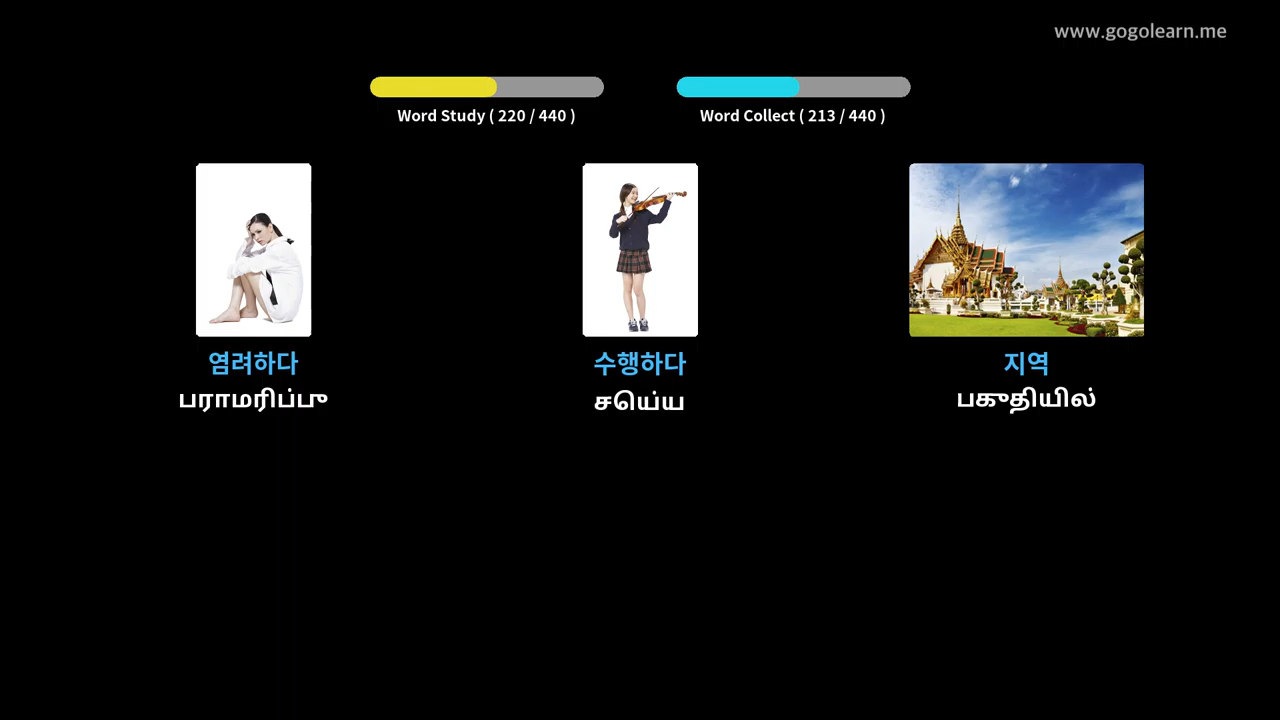 www.gogolearn.me
Word Study ( 220 / 440 )
Word Collect ( 213 / 440 )
염려하다
பராமரிப்பு
수행하다
செய்ய
지역
பகுதியில்